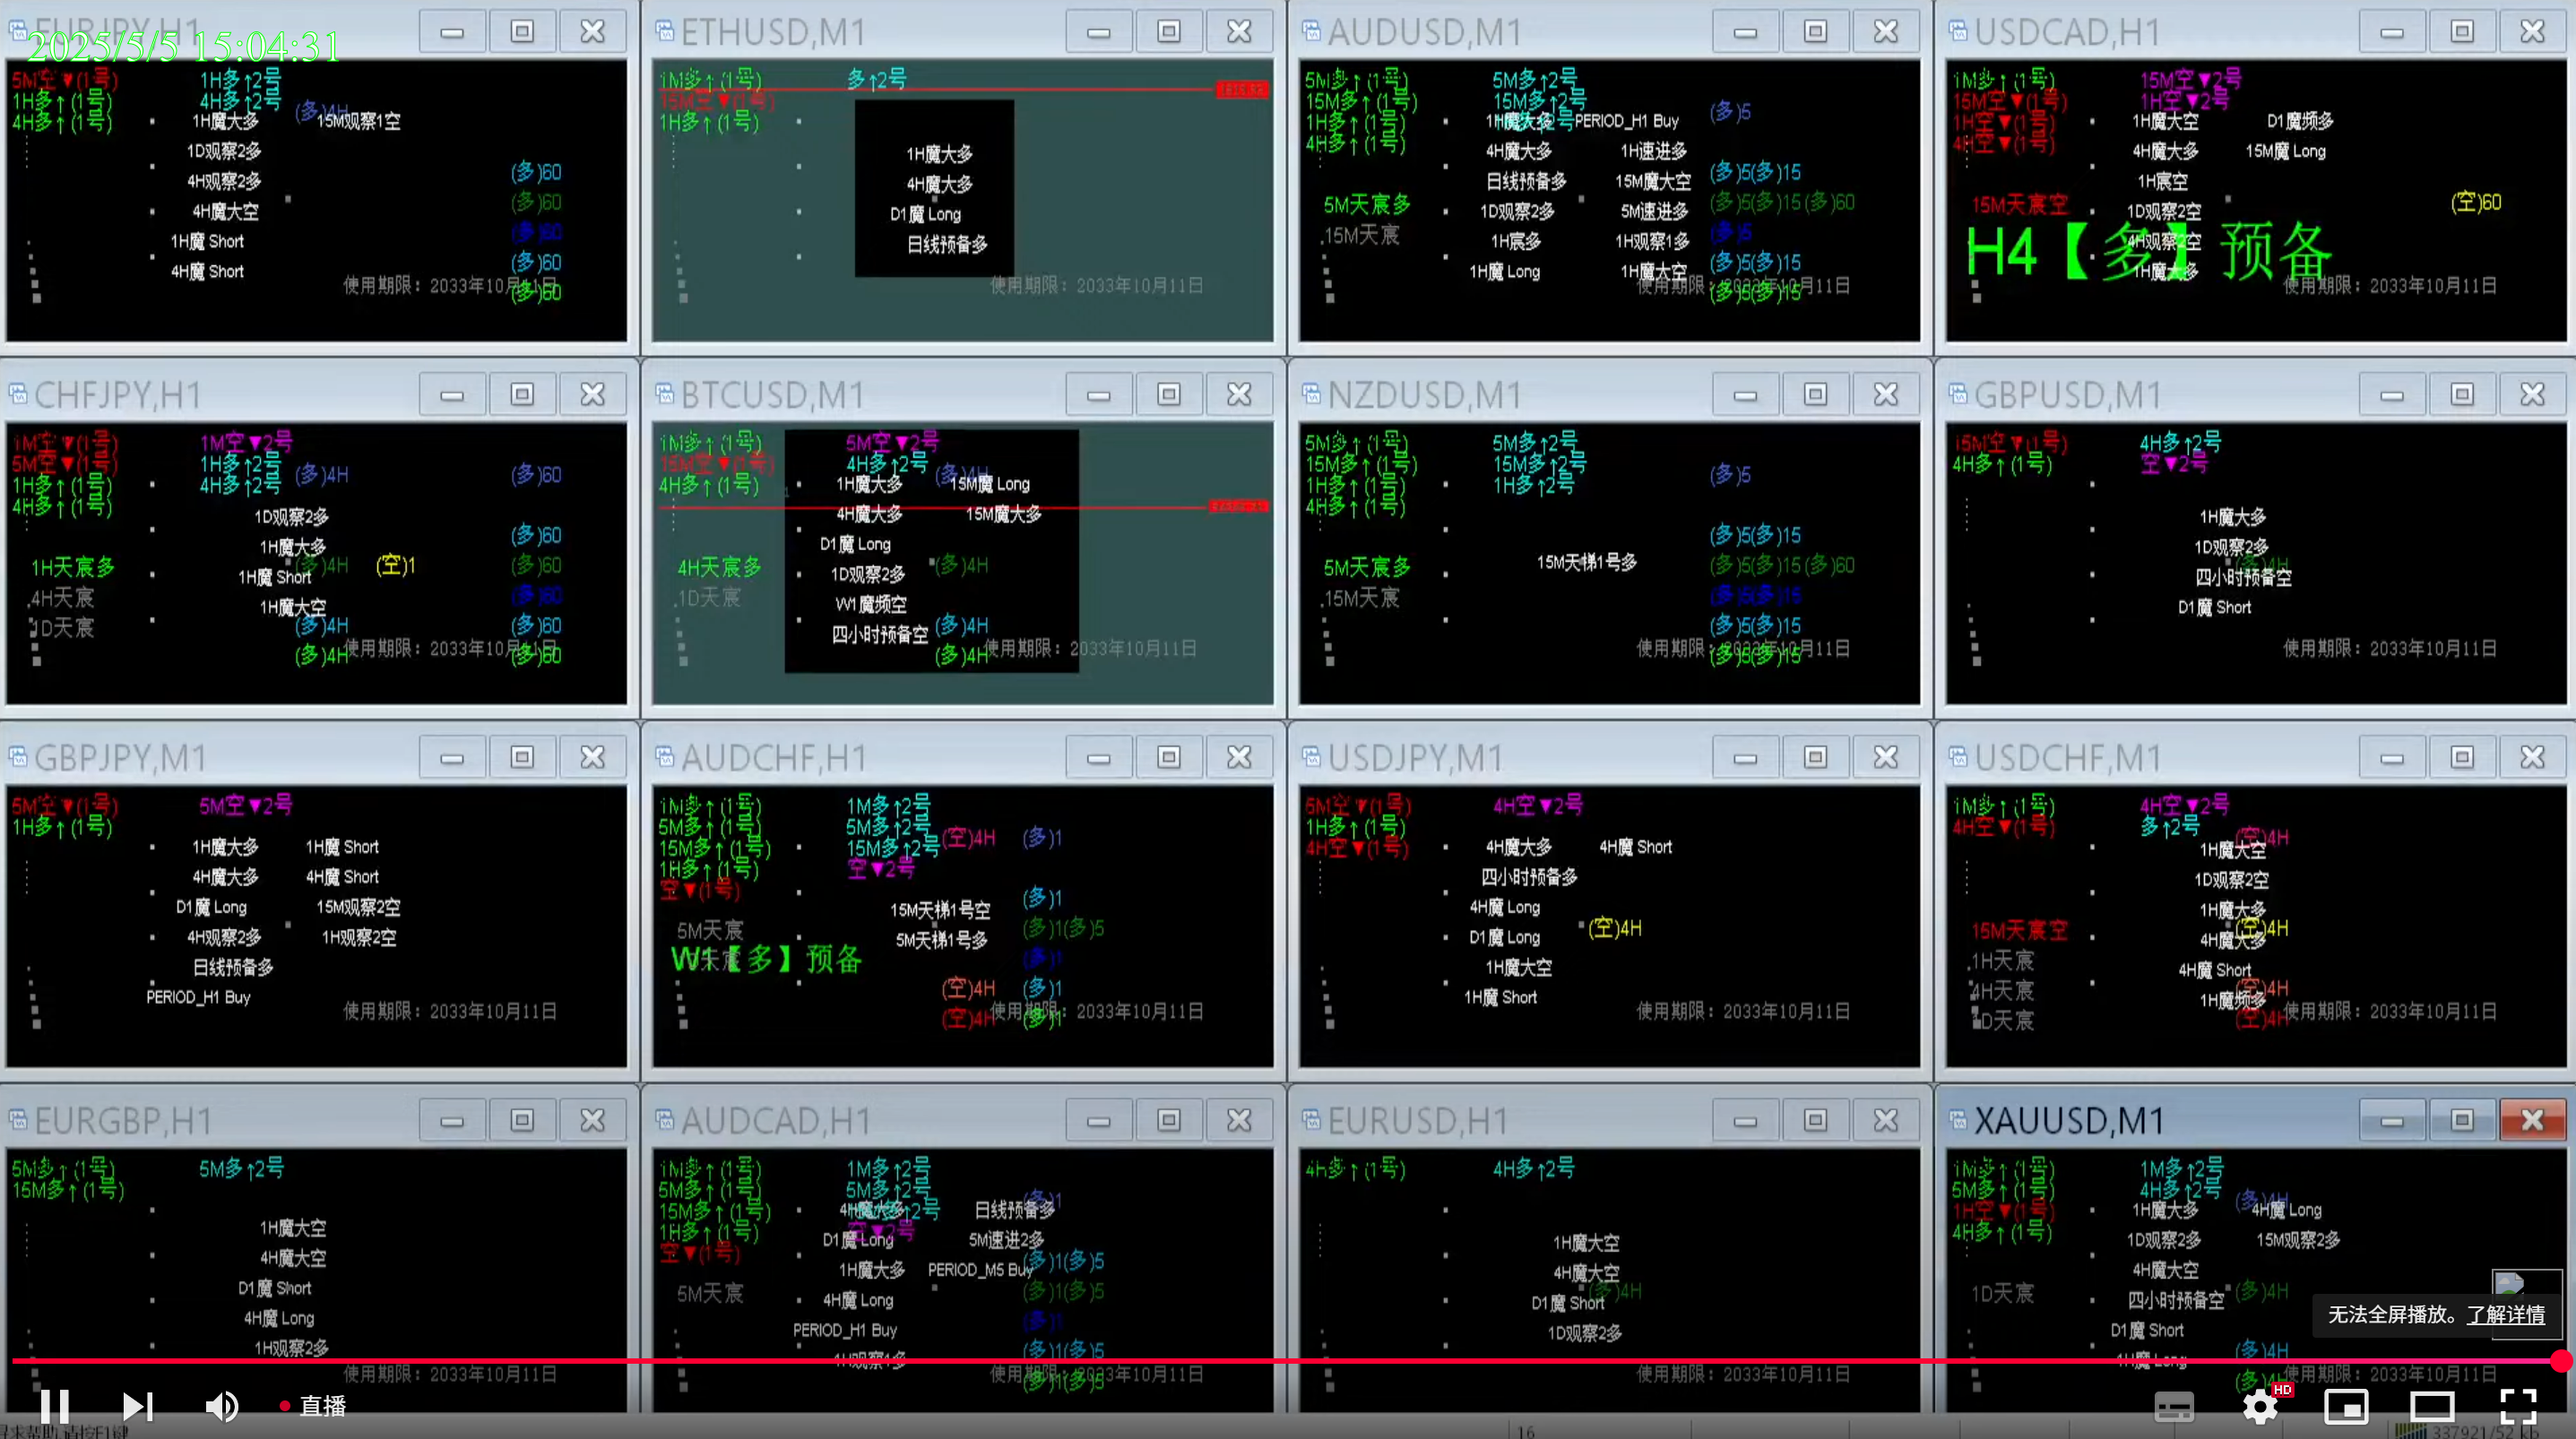 EURJPY,H1
2025/5/5 15:04:31
5M空▼(1号)
1H多↑2号
1H多↑(1号)
4H多↑2号
(多)4H
4H多↑(1号)
1H魔大多
15M观察1空
1D观察2多
(多)60
4H观察2多
(多)60
4H魔大空
(多)60
1H魔 Short
(多)60
4H魔 Short
使用期限：2033年10月11日
(多)60
ETHUSD,M1
1M多↑(1号)
多↑2号
15M空▼(1号)
1H多↑(1号)
1H魔大多
4H魔大多
D1魔 Long
日线预备多
使用期限：2033年10月11日
AUDUSD,M1
5M多↑(1号)
5M多↑2号
15M多↑(1号)
15M多↑2号
(多)5
1H多↑(1号)
1H魔大多
PERIOD_H1 Buy
4H多↑(1号)
4H魔大多
1H速进多
(多)5(多)15
日线预备多
15M魔大空
5M天宸多
1D观察2多
5M速进多
(多)5(多)15(多)60
.15M天宸
1H宸多
1H观察1多
(多)5
1H魔 Long
1H魔大空
(多)5(多)15
使用期限：2033年10月11日
(多)5(多)15
USDCAD,H1
1M多↑(1号)
15M空▼2号
15M空▼(1号)
1H空▼2号
1H空▼(1号)
1H魔大空
D1魔频多
4H空▼(1号)
4H魔大多
15M魔 Long
1H宸空
15M天宸空
1D观察2空
(空)60
H4【多】预备
4H观察2空
1H魔大多
使用期限：2033年10月11日
CHFJPY,H1
1M空▼(1号)
1M空▼2号
5M空▼(1号)
1H多↑2号
(多)4H
(多)60
1H多↑(1号)
4H多↑2号
4H多↑(1号)
1D观察2多
(多)60
1H魔大多
1H天宸多
(多)4H
(空)1
(多)60
1H魔 Short
.4H天宸
(多)60
1H魔大空
1D天宸
(多)4H
(多)60
(多)4H
使用期限：2033年10月11日
(多)60
BTCUSD,M1
1M多↑(1号)
5M空▼2号
15M空▼(1号)
4H多↑2号
(多)4H
4H多↑(1号)
1H魔大多
15M魔 Long
4H魔大多
15M魔大多
D1魔 Long
4H天宸多
1D观察2多
(多)4H
.1D天宸
W1魔频空
四小时预备空
(多)4H
(多)4H
使用期限：2033年10月11日
NZDUSD,M1
5M多↑(1号)
5M多↑2号
15M多↑(1号)
15M多↑2号
(多)5
1H多↑(1号)
1H多↑2号
4H多↑(1号)
(多)5(多)15
5M天宸多
15M天梯1号多
(多)5(多)15(多)60
.15M天宸
(多)5(多)15
(多)5(多)15
使用期限：2033年10月11日
(多)5(多)15
GBPUSD,M1
15M空▼(1号)
4H多↑2号
4H多↑(1号)
空▼2号
1H魔大多
1D观察2多
(多)4H
四小时预备空
D1魔 Short
使用期限：2033年10月11日
GBPJPY,M1
5M空▼(1号)
5M空▼2号
1H多↑(1号)
1H魔大多
1H魔 Short
4H魔大多
4H魔 Short
D1魔 Long
15M观察2空
4H观察2多
1H观察2空
日线预备多
PERIOD_H1 Buy
使用期限：2033年10月11日
AUDCHF,H1
1M多↑(1号)
1M多↑2号
5M多↑(1号)
5M多↑2号
(空)4H
(多)1
15M多↑(1号)
15M多↑2号
1H多↑(1号)
空▼2号
空▼(1号)
(多)1
15M天梯1号空
5M天宸
(多)1(多)5
5M天梯1号多
W1【多】预备
(多)1
(空)4H
(多)1
(空)4H
使用期限：2033年10月11日
(多)1
USDJPY,M1
5M空▼(1号)
4H空▼2号
1H多↑(1号)
4H空▼(1号)
4H魔大多
4H魔 Short
四小时预备多
4H魔 Long
(空)4H
D1魔 Long
1H魔大空
1H魔 Short
使用期限：2033年10月11日
USDCHF,M1
1M多↑(1号)
4H空▼2号
4H空▼(1号)
多↑2号
(空)4H
1H魔大空
1D观察2空
1H魔大多
15M天宸空
(空)4H
4H魔大多
.1H天宸
4H魔 Short
4H天宸
(空)4H
1H魔频多
1D天宸
(空)4H
使用期限：2033年10月11日
EURGBP,H1
5M多↑(1号)
5M多↑2号
15M多↑(1号)
1H魔大空
4H魔大空
D1魔 Short
4H魔 Long
1H观察2多
使用期限：2033年10月11日
AUDCAD,H1
1M多↑(1号)
1M多↑2号
5M多↑(1号)
5M多↑2号
(多)1
15M多↑(1号)
4H魔大多
日线预备多
1H多↑(1号)
空▼2号
D1魔 Long
5M速进2多
空▼(1号)
(多)1(多)5
1H魔大多
PERIOD_M5 Buy
5M天宸
(多)1(多)5
4H魔 Long
(多)1
PERIOD_H1 Buy
(多)1(多)5
1H观察1多
使用期限：2033年10月11日
(多)1(多)5
EURUSD,H1
4H多↑(1号)
4H多↑2号
1H魔大空
4H魔大空
(多)4H
D1魔 Short
1D观察2多
使用期限：2033年10月11日
XAUUSD,M1
1M多↑(1号)
1M多↑2号
5M多↑(1号)
4H多↑2号
(多)4H
1H空▼(1号)
1H魔大多
4H魔 Long
4H多↑(1号)
1D观察2多
15M观察2多
4H魔大空
1D天宸
四小时预备空
(多)4H
D1魔 Short
(多)4H
1H魔 Long
(多)4H
使用期限：2033年10月11日
无法全屏播放。了解详情
直播
HD
16
337921/52 kb